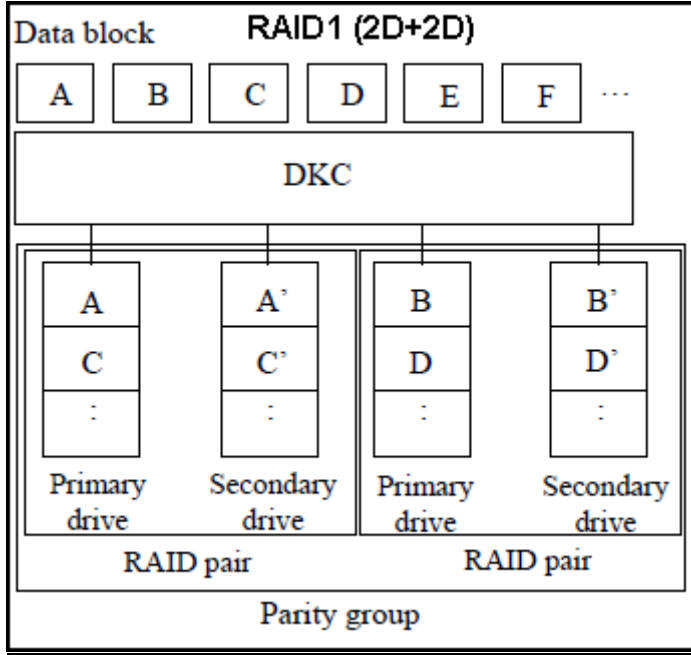 Data block RAID1 (2D+2D)
A B C D E F ...
DKC
A A' B B'
C C' D D'
: : : :
Primary drive Secondary drive Primary drive Secondary drive
RAID pair RAID pair
Parity group